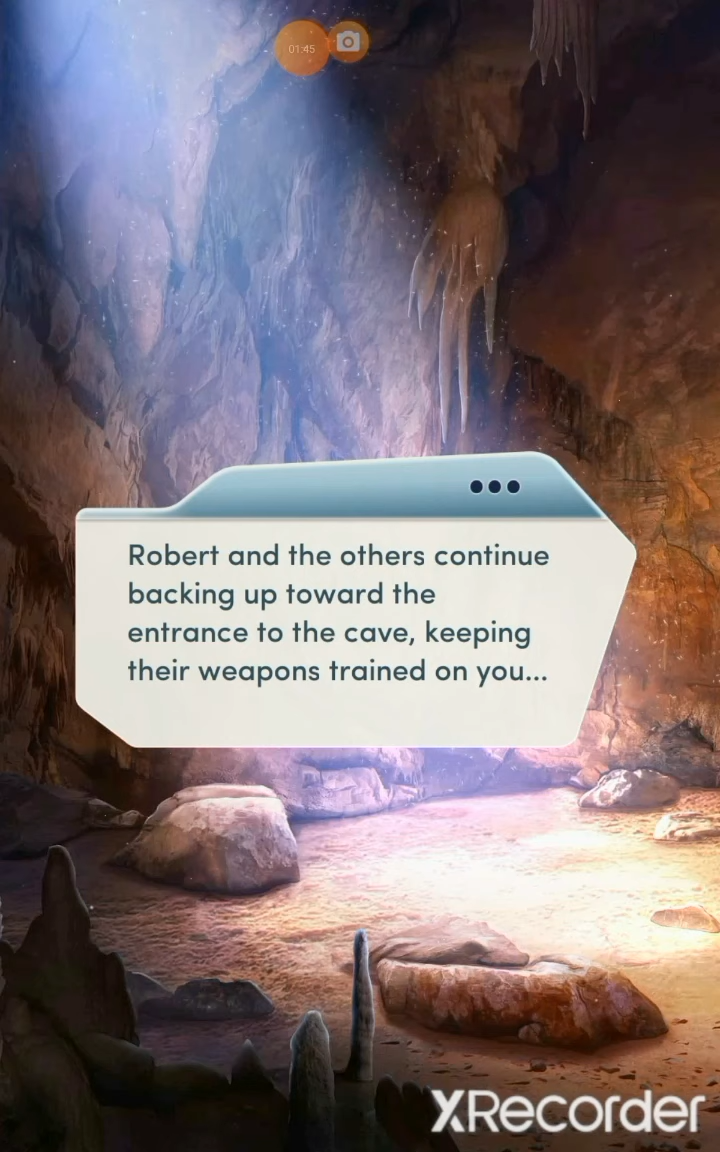 01:45
Robert and the others continue
backing up toward the
entrance to the cave, keeping
their weapons trained on you...
XRecorder